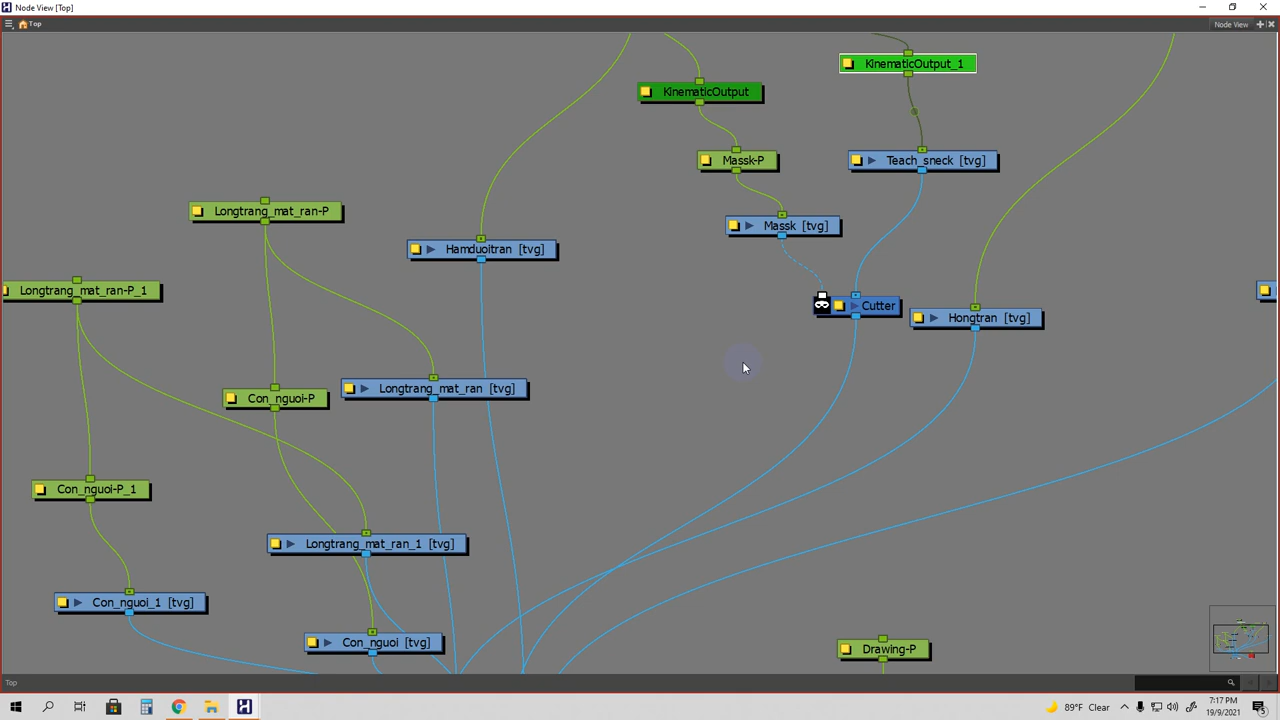 Node View [Top]
Top
Node View
KinematicOutput_1
KinematicOutput
Massk-P
Teach_sneck [tvg]
Longtrang_mat_ran-P
Massk [tvg]
Hamduoitran [tvg]
Longtrang_mat_ran-P_1
Cutter
Hongtran [tvg]
Longtrang_mat_ran [tvg]
Con_nguoi-P
Con_nguoi-P_1
Longtrang_mat_ran_1 [tvg]
Con_nguoi_1 [tvg]
Con_nguoi [tvg]
Drawing-P
Top
89°F Clear
7:17 PM
19/9/2021
5